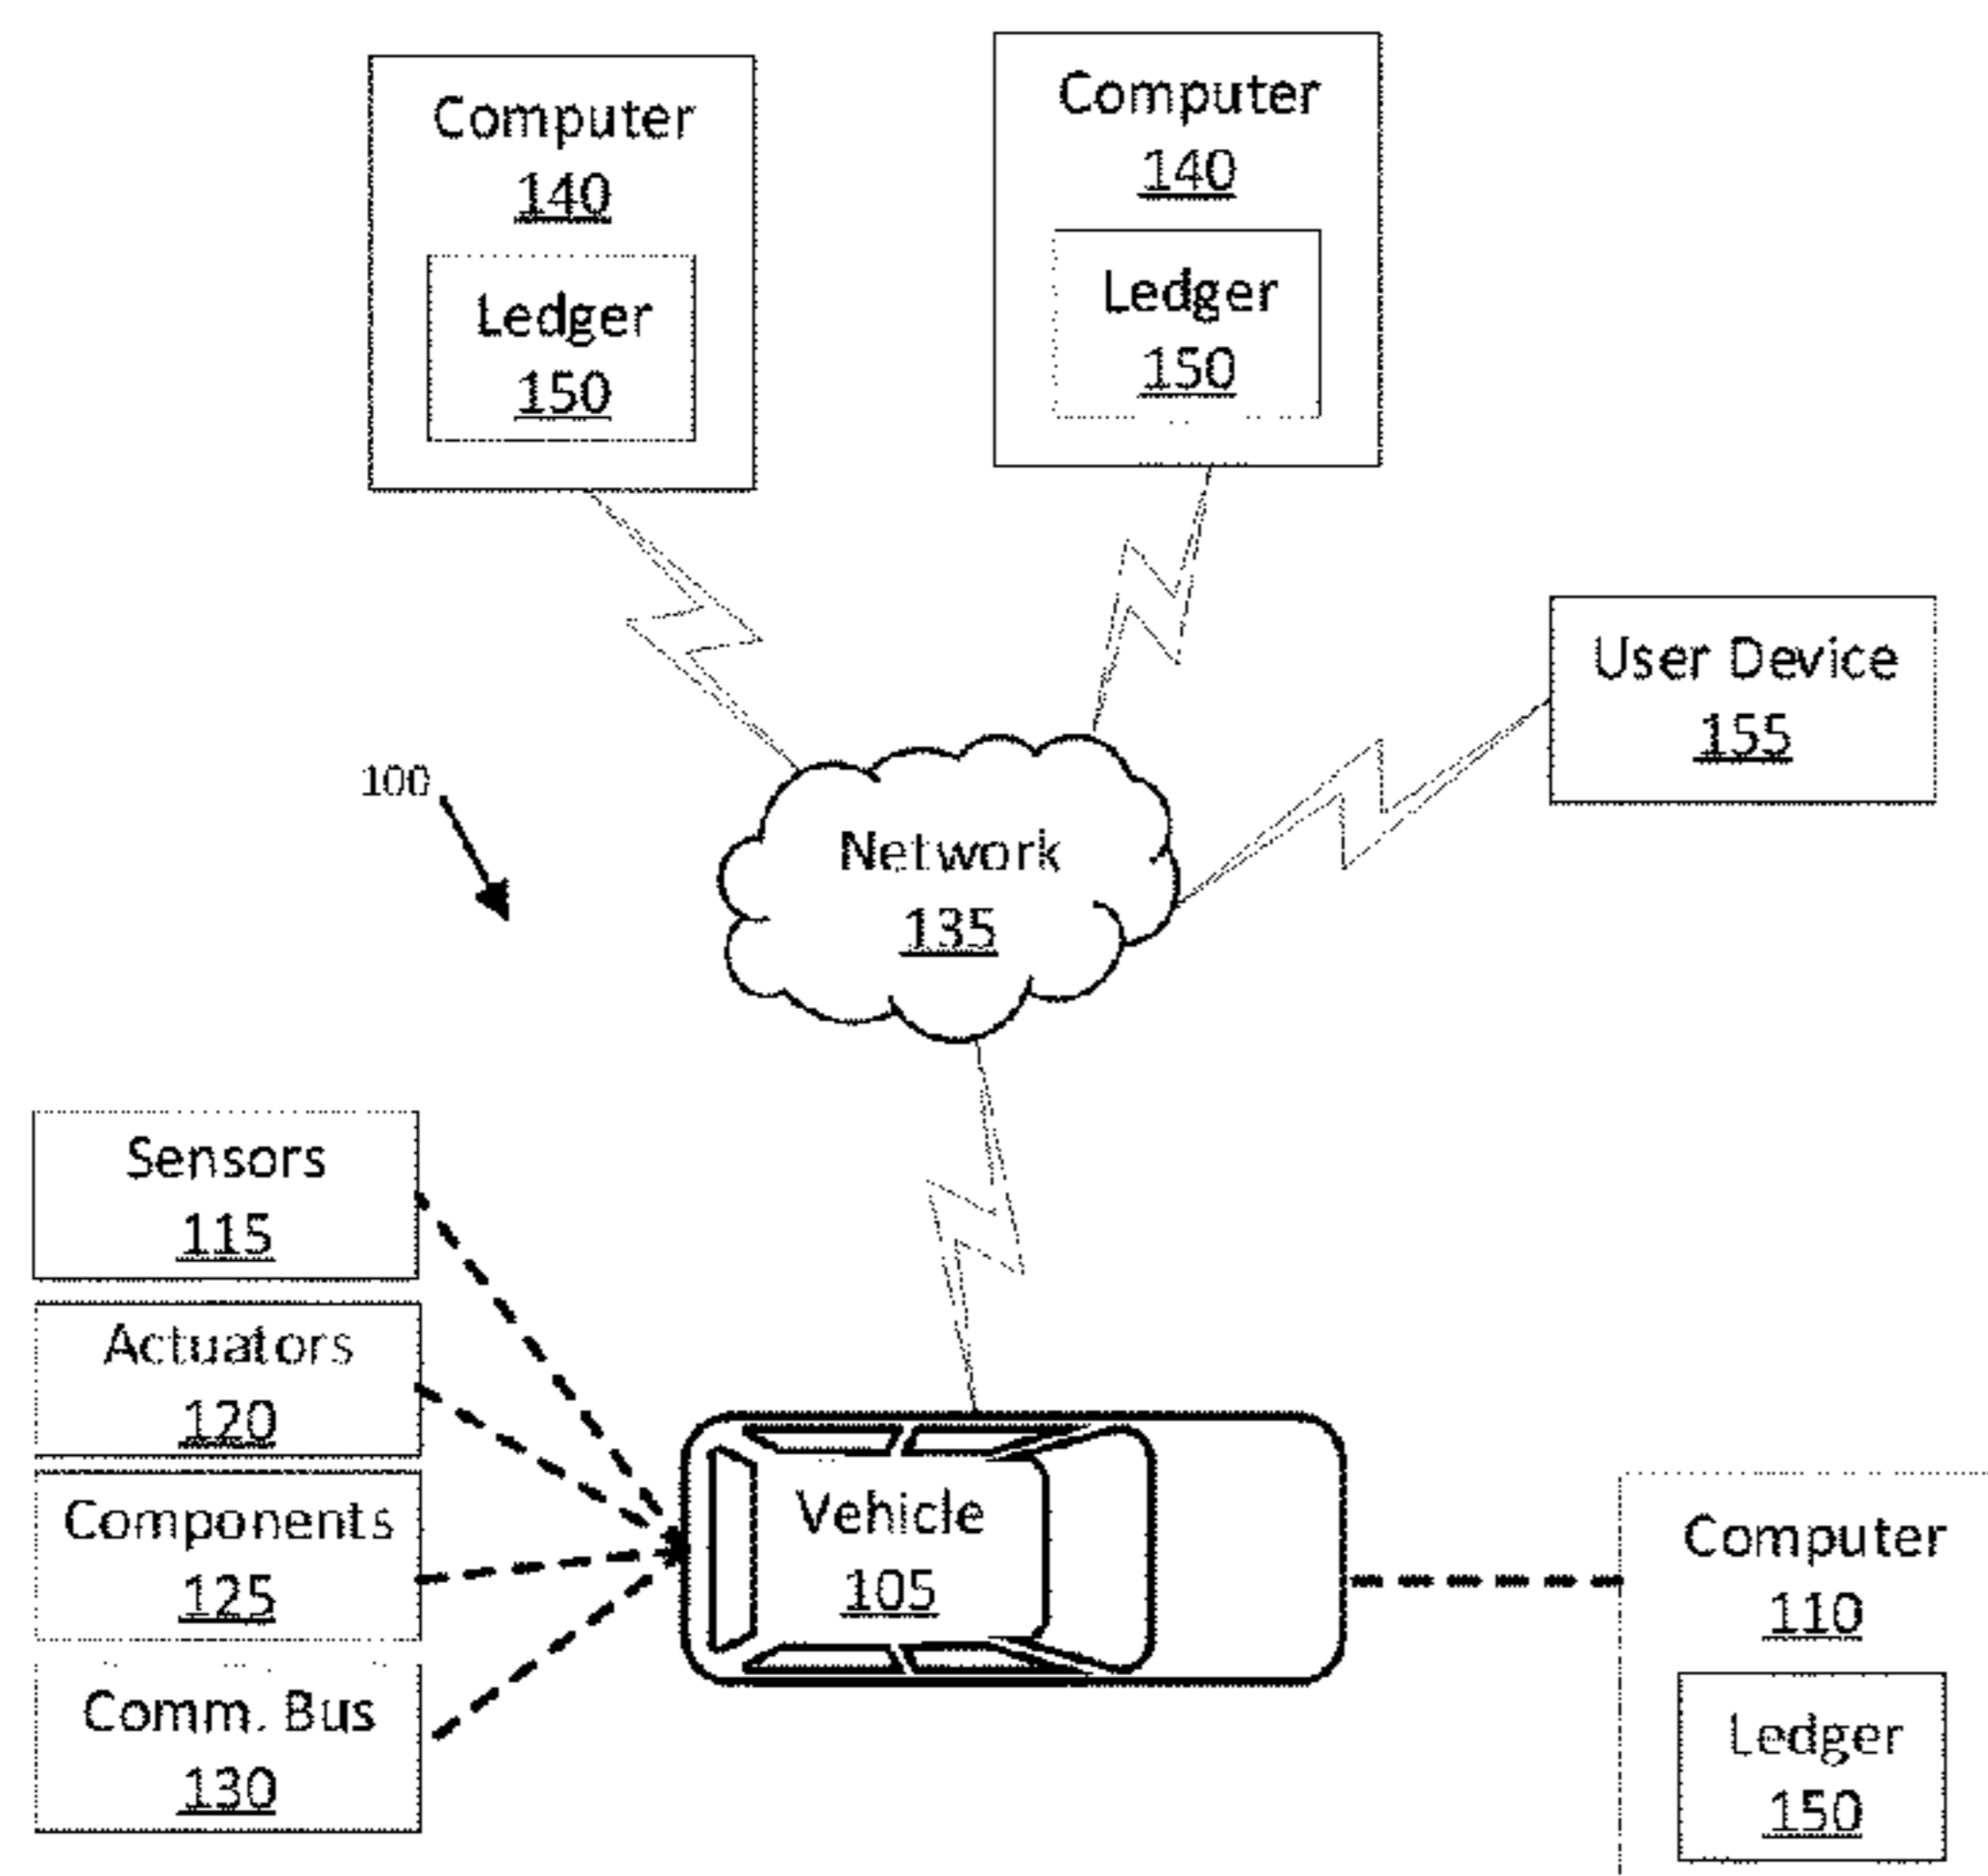 Computer
140
Ledger
150
Computer
140
Ledger
150
User Device
155
100
Network
135
Sensors
115
Actuators
120
Components
125
Comm. Bus
130
Vehicle
105
Computer
110
Ledger
150